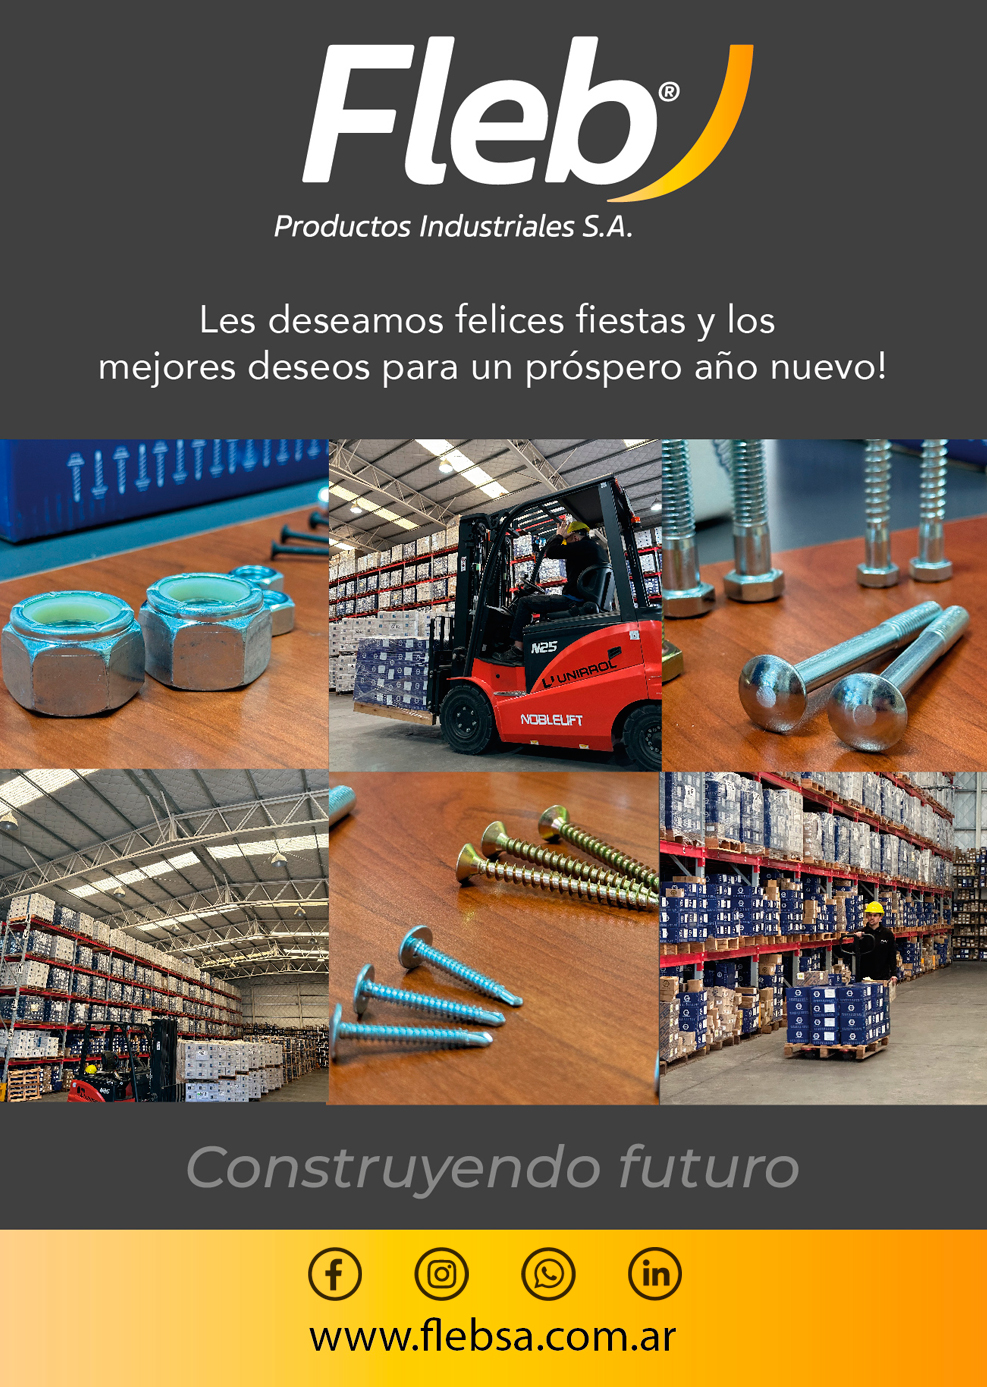 Fleb®
Productos Industriales S.A.
Les deseamos felices fiestas y los
mejores deseos para un próspero año nuevo!
N25
UNIRROL
NOBLELIFT
Construyendo futuro
www.flebsa.com.ar